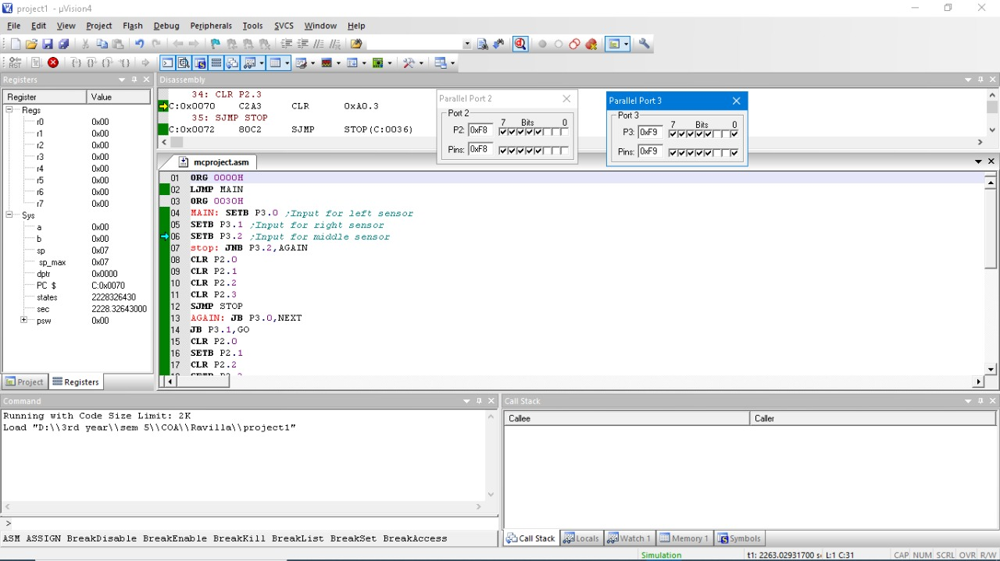 project1 - µVision4
File Edit View Project Flash Debug Peripherals Tools SVCS Window Help
Registers
Register Value
Regs
r0 0x00
r1 0x00
r2 0x00
r3 0x00
r4 0x00
r5 0x00
r6 0x00
r7 0x00
Sys
a 0x00
b 0x00
sp 0x07
sp_max 0x07
dptr 0x0000
PC $ C:0x0070
states 2228326430
sec 2228.32643000
psw 0x00
Project Registers
Disassembly
34: CLR P2.3
C:0x0070 C2A3 CLR 0xA0.3
35: SJMP STOP
C:0x0072 80C2 SJMP STOP(C:0036)
Parallel Port 2
Port 2
7 Bits 0
P2: 0xF8
Pins: 0xF8
Parallel Port 3
Port 3
7 Bits 0
P3: 0xF9
Pins: 0xF9
mcproject.asm
01 ORG 0000H
02 LJMP MAIN
03 ORG 0030H
04 MAIN: SETB P3.0 ;Input for left sensor
05 SETB P3.1 ;Input for right sensor
06 SETB P3.2 ;Input for middle sensor
07 stop: JNB P3.2,AGAIN
08 CLR P2.0
09 CLR P2.1
10 CLR P2.2
11 CLR P2.3
12 SJMP STOP
13 AGAIN: JB P3.0,NEXT
14 JB P3.1,GO
15 CLR P2.0
16 SETB P2.1
17 CLR P2.2
Command
Running with Code Size Limit: 2K
Load "D:\\3rd year\\sem 5\\COA\\Ravilla\\project1"
>
ASM ASSIGN BreakDisable BreakEnable BreakKill BreakList BreakSet BreakAccess
Call Stack
Callee Caller
Call Stack Locals Watch 1 Memory 1 Symbols
Simulation t1: 2263.02931700 s L:1 C:31 CAP NUM SCRL OVR R/W